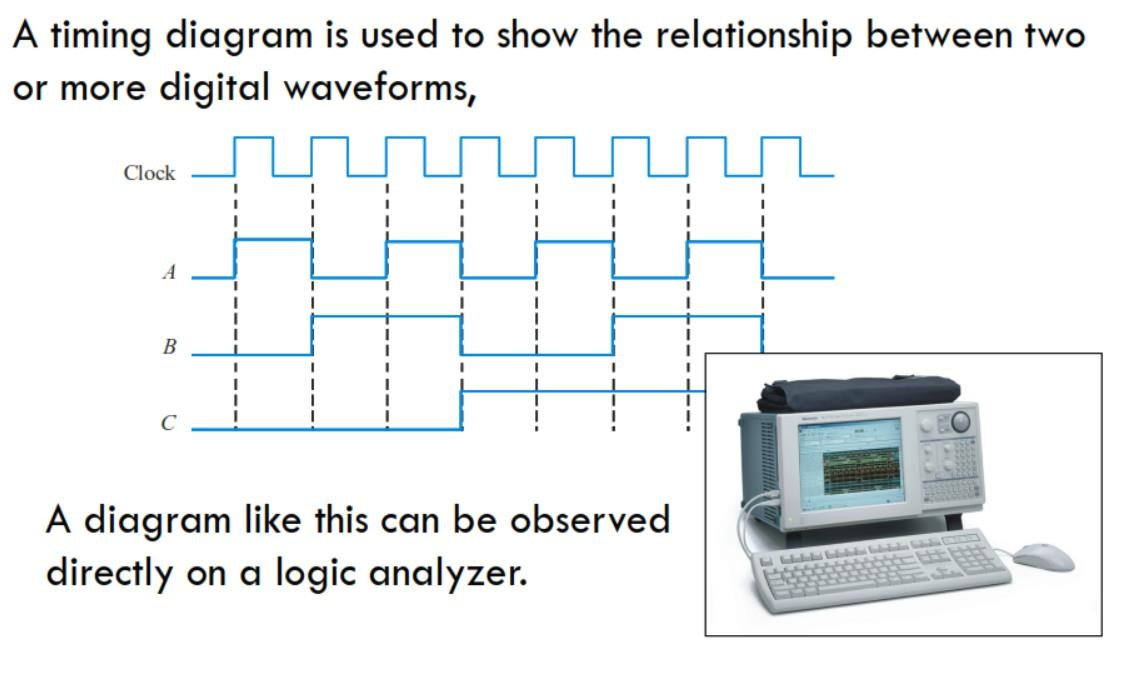 A timing diagram is used to show the relationship between two
or more digital waveforms,
Clock
A
B
C
A diagram like this can be observed
directly on a logic analyzer.